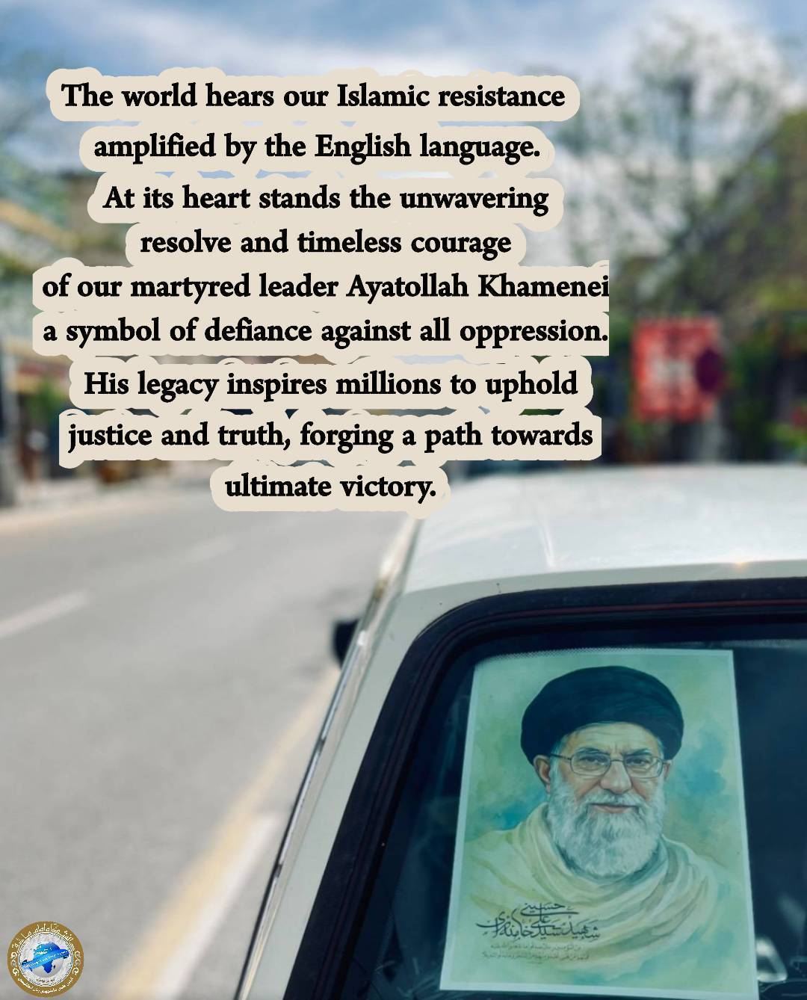 The world hears our Islamic resistance
amplified by the English language.
At its heart stands the unwavering
resolve and timeless courage
of our martyred leader Ayatollah Khamenei
a symbol of defiance against all oppression.
His legacy inspires millions to uphold
justice and truth, forging a path towards
ultimate victory.
حسینی
شهید سید علی خامنه‌ای